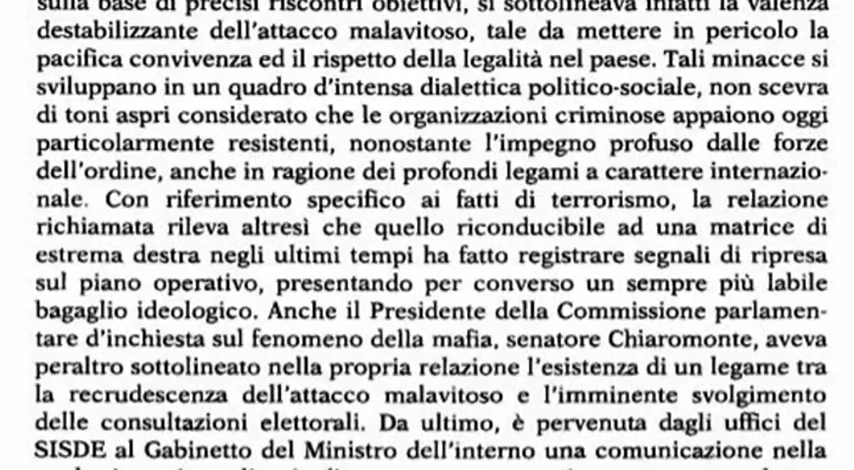 sulla base di precisi riscontri obiettivi, si sottolineava infatti la valenza
destabilizzante dell'attacco malavitoso, tale da mettere in pericolo la
pacifica convivenza ed il rispetto della legalità nel paese. Tali minacce si
sviluppano in un quadro d'intensa dialettica politico-sociale, non scevra
di toni aspri considerato che le organizzazioni criminose appaiono oggi
particolarmente resistenti, nonostante l'impegno profuso dalle forze
dell'ordine, anche in ragione dei profondi legami a carattere internazio-
nale. Con riferimento specifico ai fatti di terrorismo, la relazione
richiamata rileva altresì che quello riconducibile ad una matrice di
estrema destra negli ultimi tempi ha fatto registrare segnali di ripresa
sul piano operativo, presentando per converso un sempre più labile
bagaglio ideologico. Anche il Presidente della Commissione parlamen-
tare d'inchiesta sul fenomeno della mafia, senatore Chiaromonte, aveva
peraltro sottolineato nella propria relazione l'esistenza di un legame tra
la recrudescenza dell'attacco malavitoso e l'imminente svolgimento
delle consultazioni elettorali. Da ultimo, è pervenuta dagli uffici del
SISDE al Gabinetto del Ministro dell'interno una comunicazione nella